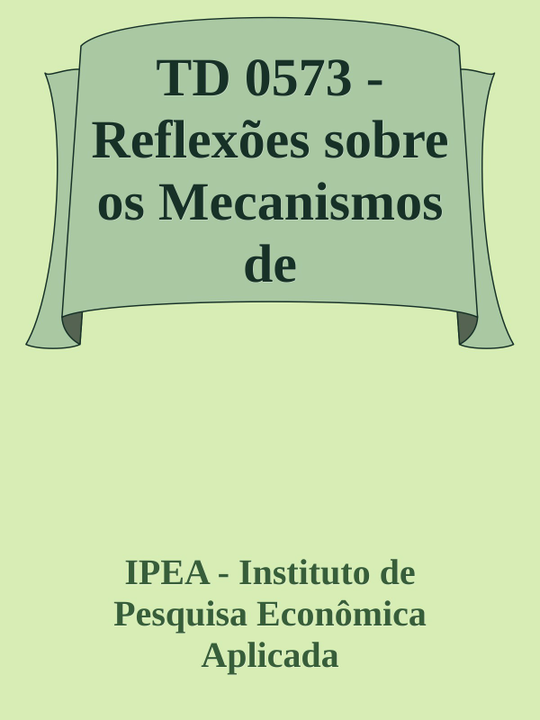 TD 0573 -
Reflexões sobre
os Mecanismos
de
IPEA - Instituto de
Pesquisa Econômica
Aplicada